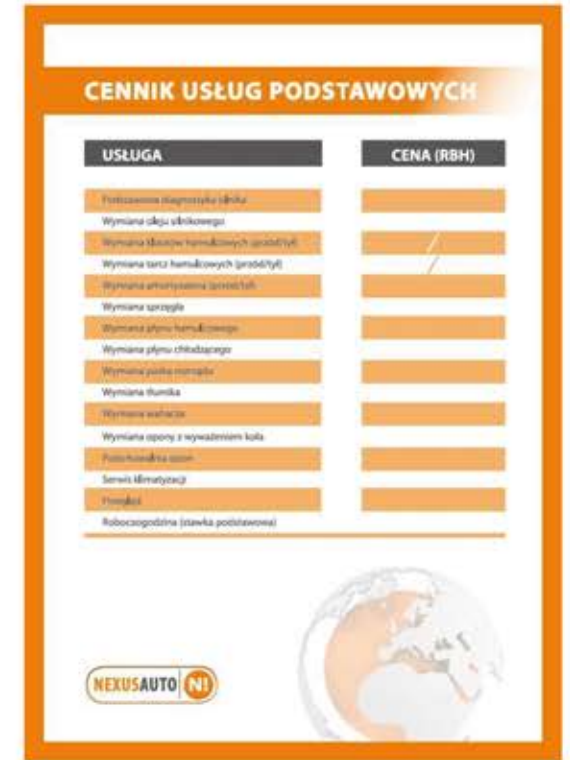 CENNIK USŁUG PODSTAWOWYCH
USŁUGA CENA (RBH)
Podstawowa diagnostyka silnika
Wymiana oleju silnikowego
Wymiana klocków hamulcowych (przód/tył) /
Wymiana tarcz hamulcowych (przód/tył) /
Wymiana amortyzatora (przód/tył)
Wymiana sprzęgła
Wymiana płynu hamulcowego
Wymiana płynu chłodzącego
Wymiana paska rozrządu
Wymiana tłumika
Wymiana wahacza
Wymiana opony z wyważeniem koła
Przechowalnia opon
Serwis klimatyzacji
Przegląd
Roboczogodzina (stawka podstawowa)
NEXUSAUTO N!